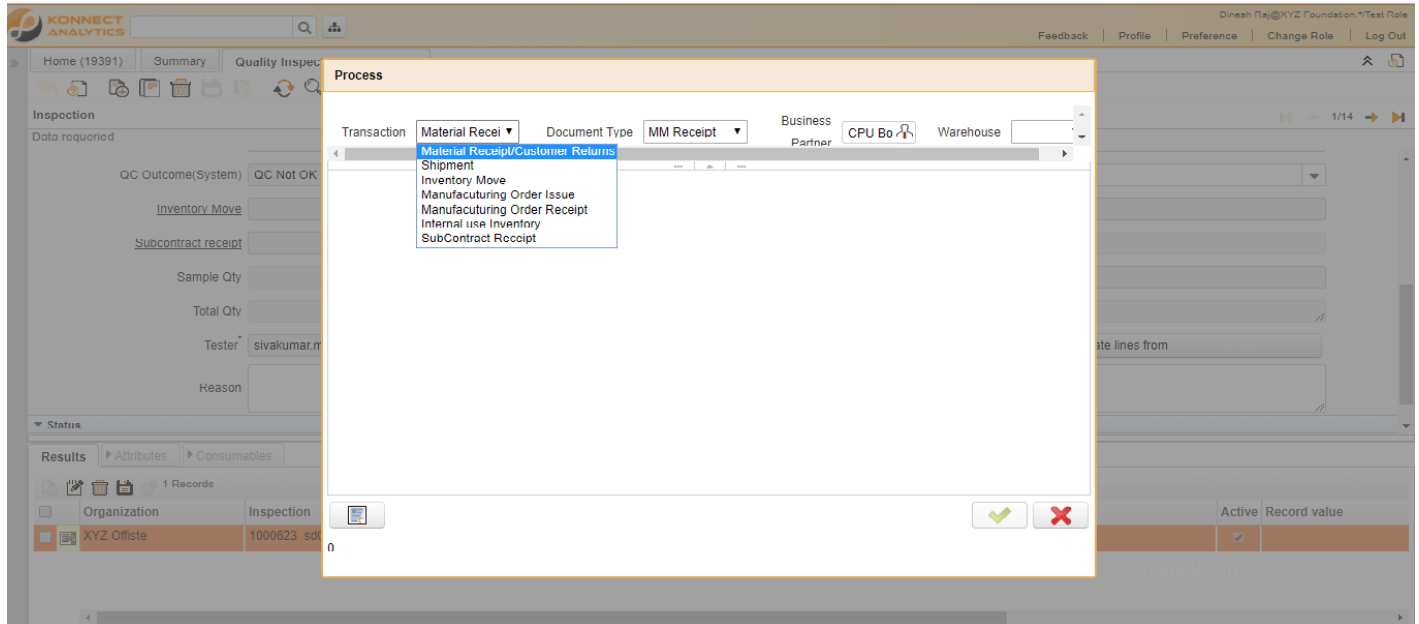 Dinesh Raj@XYZ Foundation.*/Test Role
KONNECT
ANALYTICS
Feedback | Profile | Preference | Change Role | Log Out
Home (19391) Summary Quality Inspec
Process
Inspection
1/14
Data requeried
Transaction Material Recei Document Type MM Receipt Business Partner CPU Bo Warehouse
Material Receipt/Customer Returns
Shipment
Inventory Move
Manufacuturing Order Issue
Manufacuturing Order Receipt
Internal use Inventory
SubContract Receipt
QC Outcome(System) QC Not OK
Inventory Move
Subcontract receipt
Sample Qty
Total Qty
Tester* sivakumar.m
ate lines from
Reason
Status
Results Attributes Consumables
1 Records
Organization Inspection Active Record value
XYZ Offiste 1000623 sd
0
Activate Windows